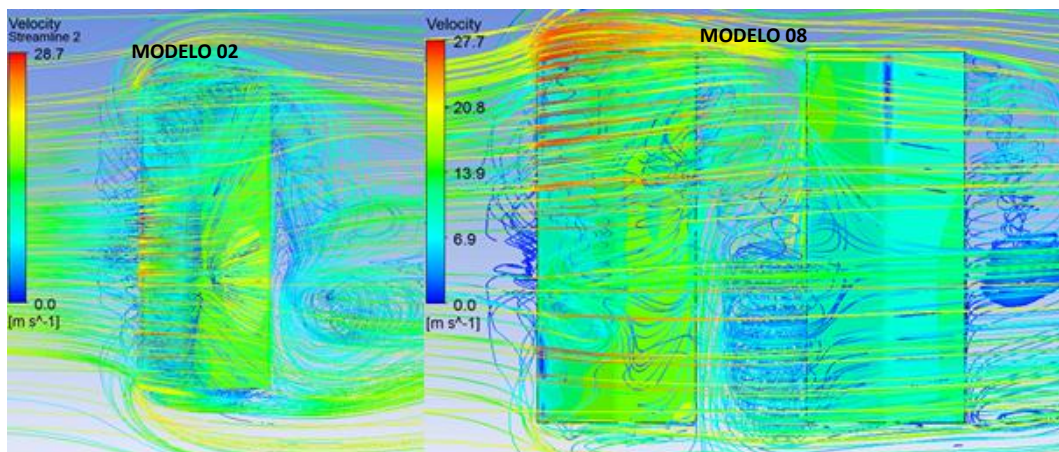 Velocity
Streamline 2
28.7
MODELO 02
0.0
[m s^-1]
Velocity
27.7
MODELO 08
20.8
13.9
6.9
0.0
[m s^-1]